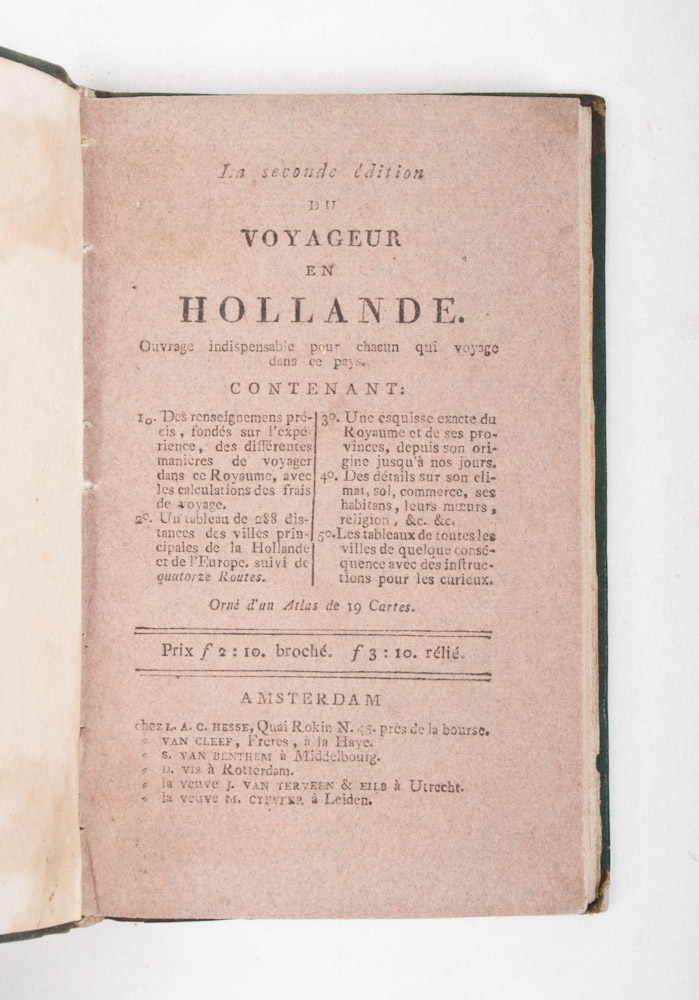 La seconde édition
DU
VOYAGEUR
EN
HOLLANDE.
Ouvrage indispensable pour chacun qui voyage
dans ce pays.
CONTENANT:
1o. Des renseignemens pré-
cis, fondés sur l'expé
rience, des différentes
manières de voyager
dans ce Royaume, avec
les calculations des frais
de voyage.
2o. Un tableau de 288 dis-
tances des villes prin-
cipales de la Hollande
et de l'Europe, suivi de
quatorze Routes.
3o. Une esquisse exacte du
Royaume et de ses pro-
vinces, depuis son ori-
gine jusqu'à nos jours.
4o. Des détails sur son cli-
mat, sol, commerce, ses
habitans, leurs mœurs,
religion, &c. &c.
5o. Les tableaux de toutes les
villes de quelque consé-
quence avec des instruc-
tions pour les curieux.
Orné d'un Atlas de 19 Cartes.
Prix ƒ 2 : 10. broché. ƒ 3 : 10. rélié.
AMSTERDAM
chez L. A. C. HESSE, Quai Rokin N. 45. près de la bourse.
« VAN CLEEF, Frères, à la Haye.
« S. VAN BENTHEM à Middelbourg.
« D. VIS à Rotterdam.
« la veuve J. VAN TERVEEN & EILB à Utrecht.
« la veuve M. à Leiden.